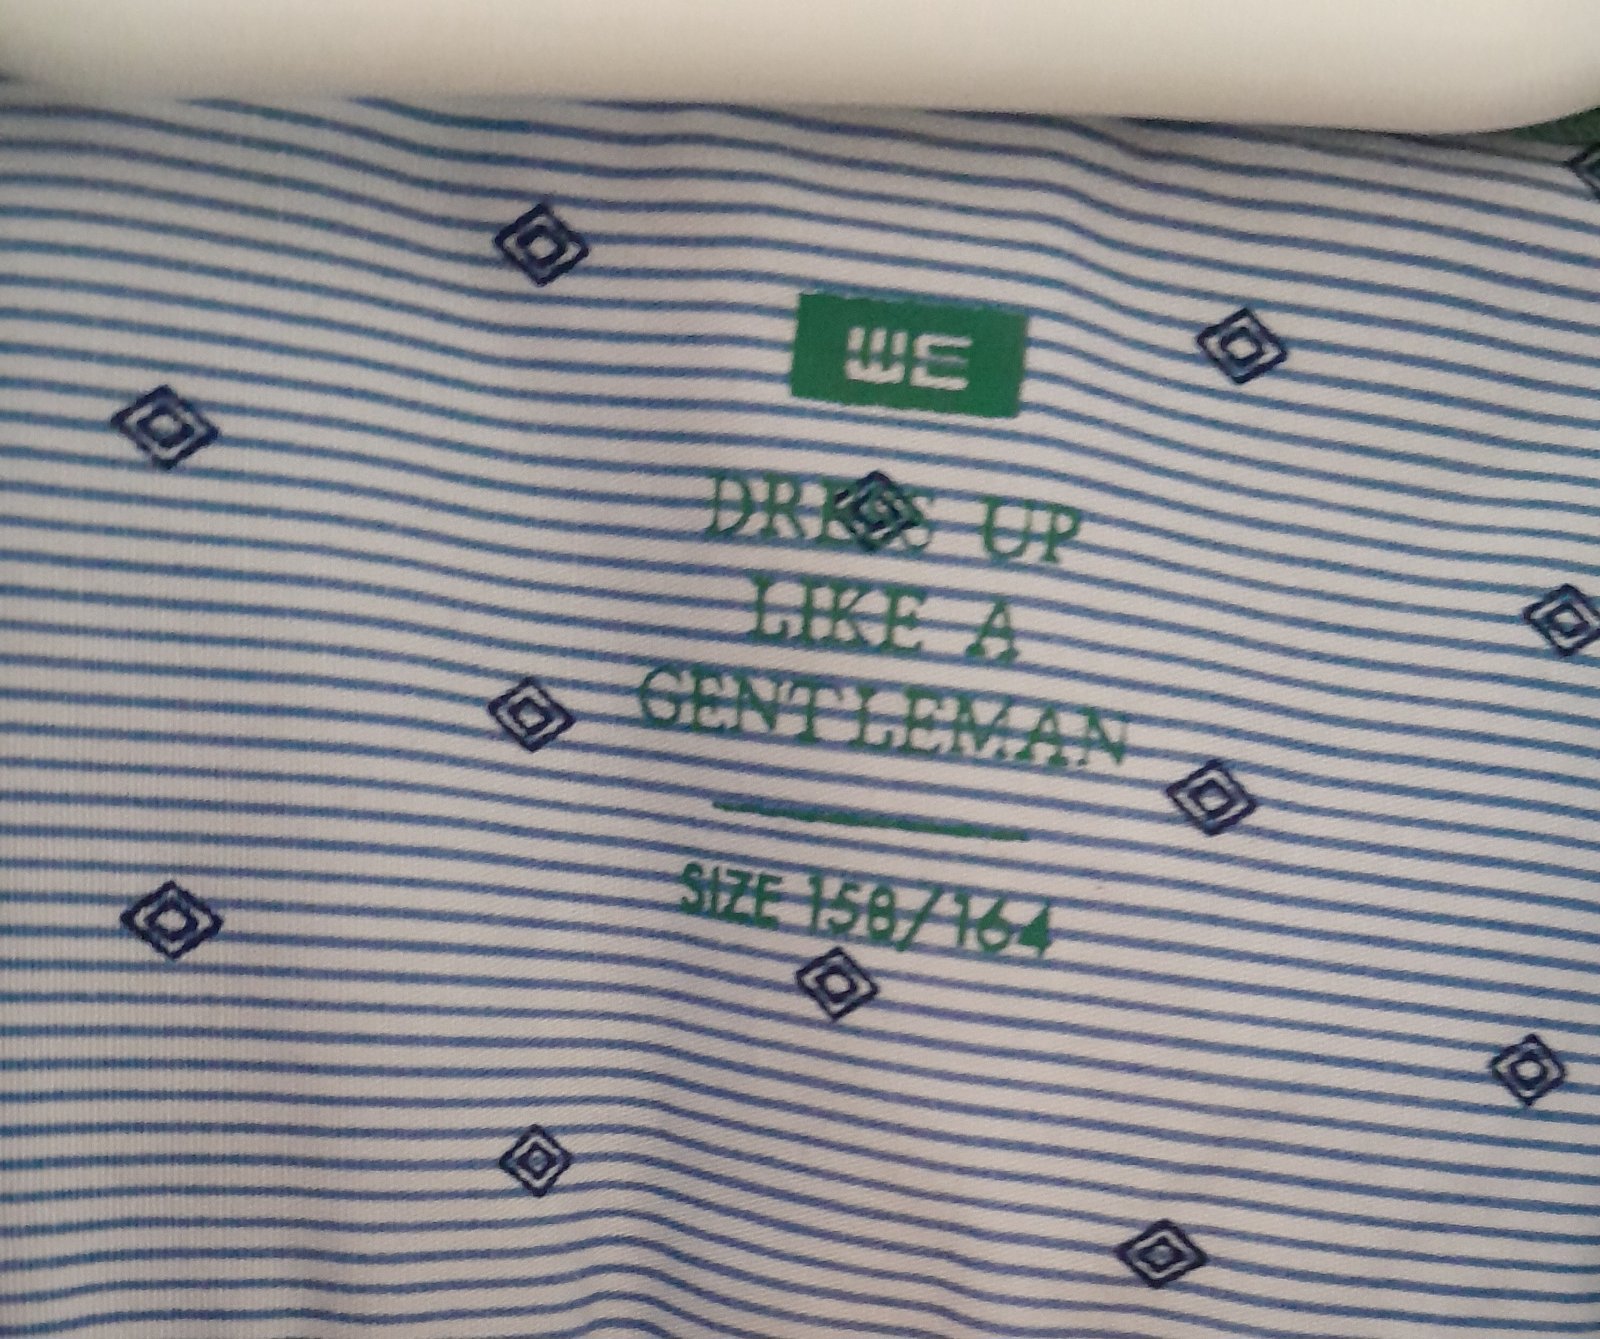 WE
DRESS UP
LIKE A
GENTLEMAN
SIZE 158/164